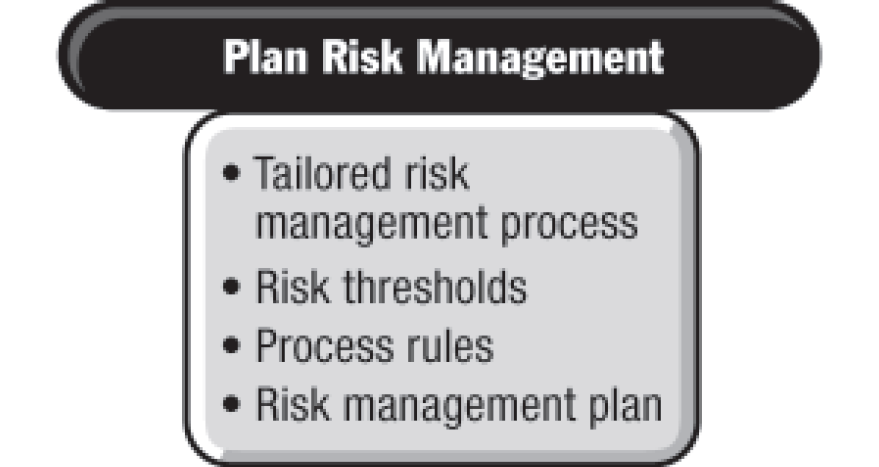 Plan Risk Management
• Tailored risk
management process
• Risk thresholds
• Process rules
• Risk management plan